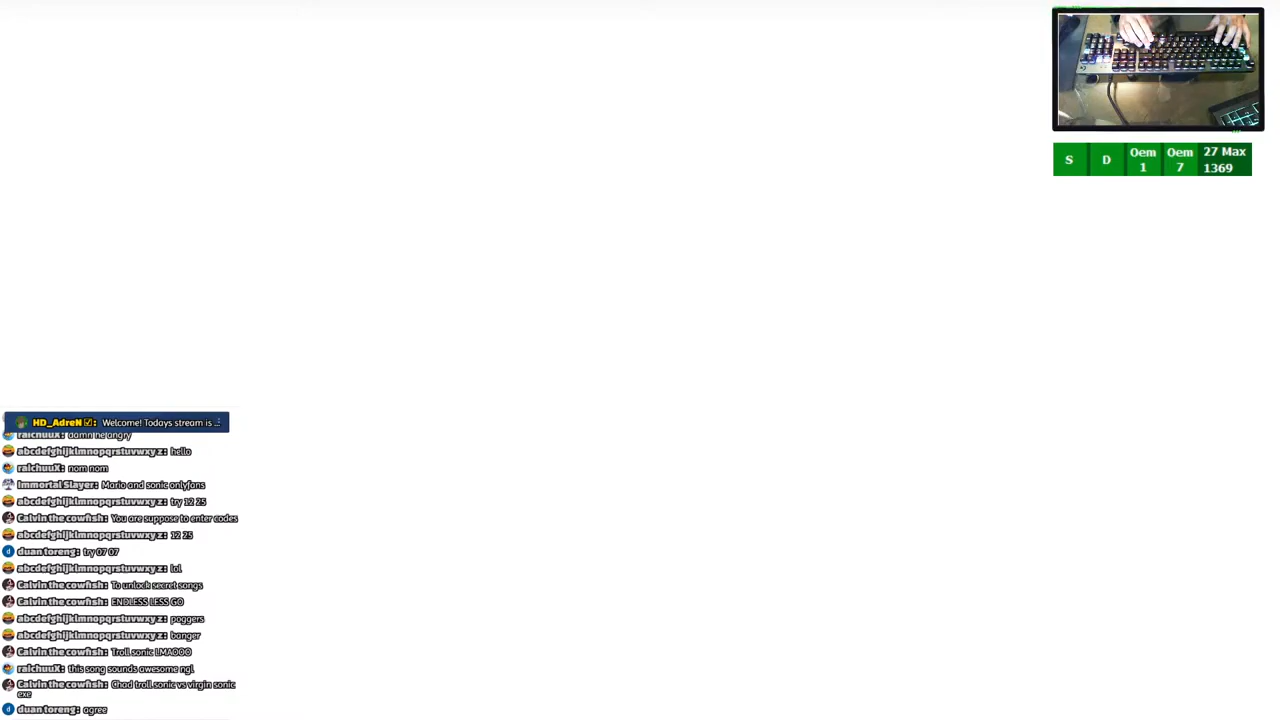 S
D
Oem
1
Oem
7
27 Max
1369
HD_AdreN ☑: Welcome! Todays stream is ...
raichuuX: damn he angry
abcdefghijklmnopqrstuvwxyz: hello
raichuuX: nom nom
Immortal Slayer: Mario and sonic onlyfans
abcdefghijklmnopqrstuvwxyz: try 12 25
Calvin the cowfish: You are suppose to enter codes
abcdefghijklmnopqrstuvwxyz: 12 25
duan toreng: try 07 07
abcdefghijklmnopqrstuvwxyz: lol
Calvin the cowfish: To unlock secret songs
Calvin the cowfish: ENDLESS LESS GO
abcdefghijklmnopqrstuvwxyz: poggers
abcdefghijklmnopqrstuvwxyz: banger
Calvin the cowfish: Troll sonic LMAOOO
raichuuX: this song sounds awesome ngl
Calvin the cowfish: Chad troll sonic vs virgin sonic
exe
duan toreng: agree